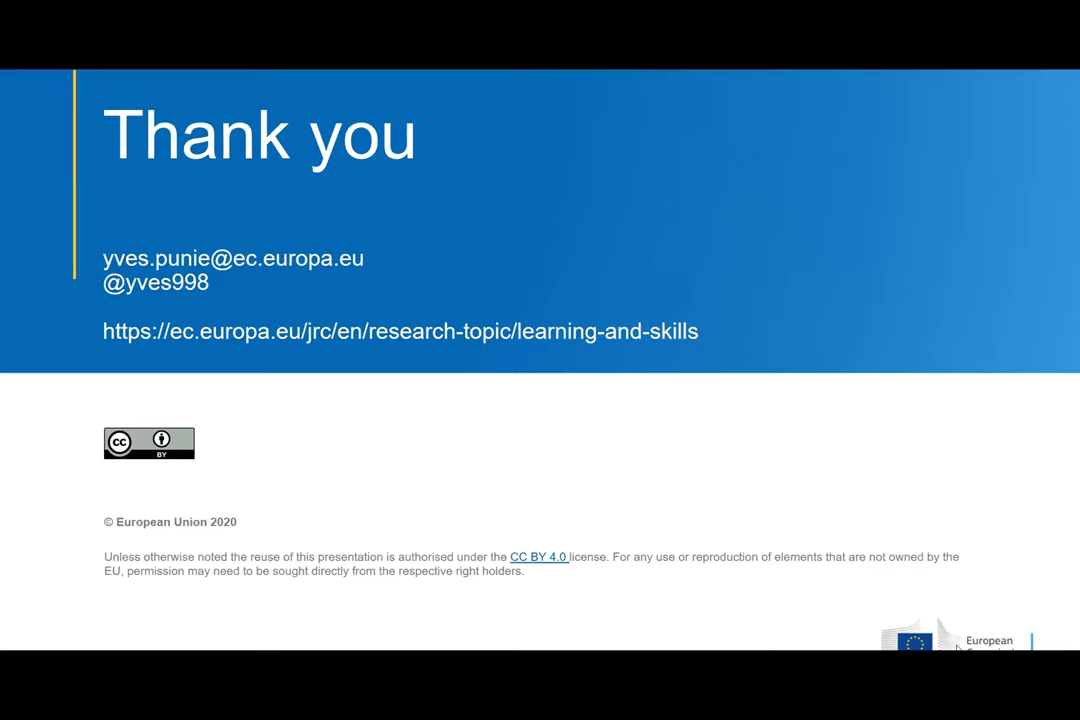 Thank you
yves.punie@ec.europa.eu
@yves998
https://ec.europa.eu/jrc/en/research-topic/learning-and-skills
cc
BY
© European Union 2020
Unless otherwise noted the reuse of this presentation is authorised under the CC BY 4.0 license. For any use or reproduction of elements that are not owned by the
EU, permission may need to be sought directly from the respective right holders.
European